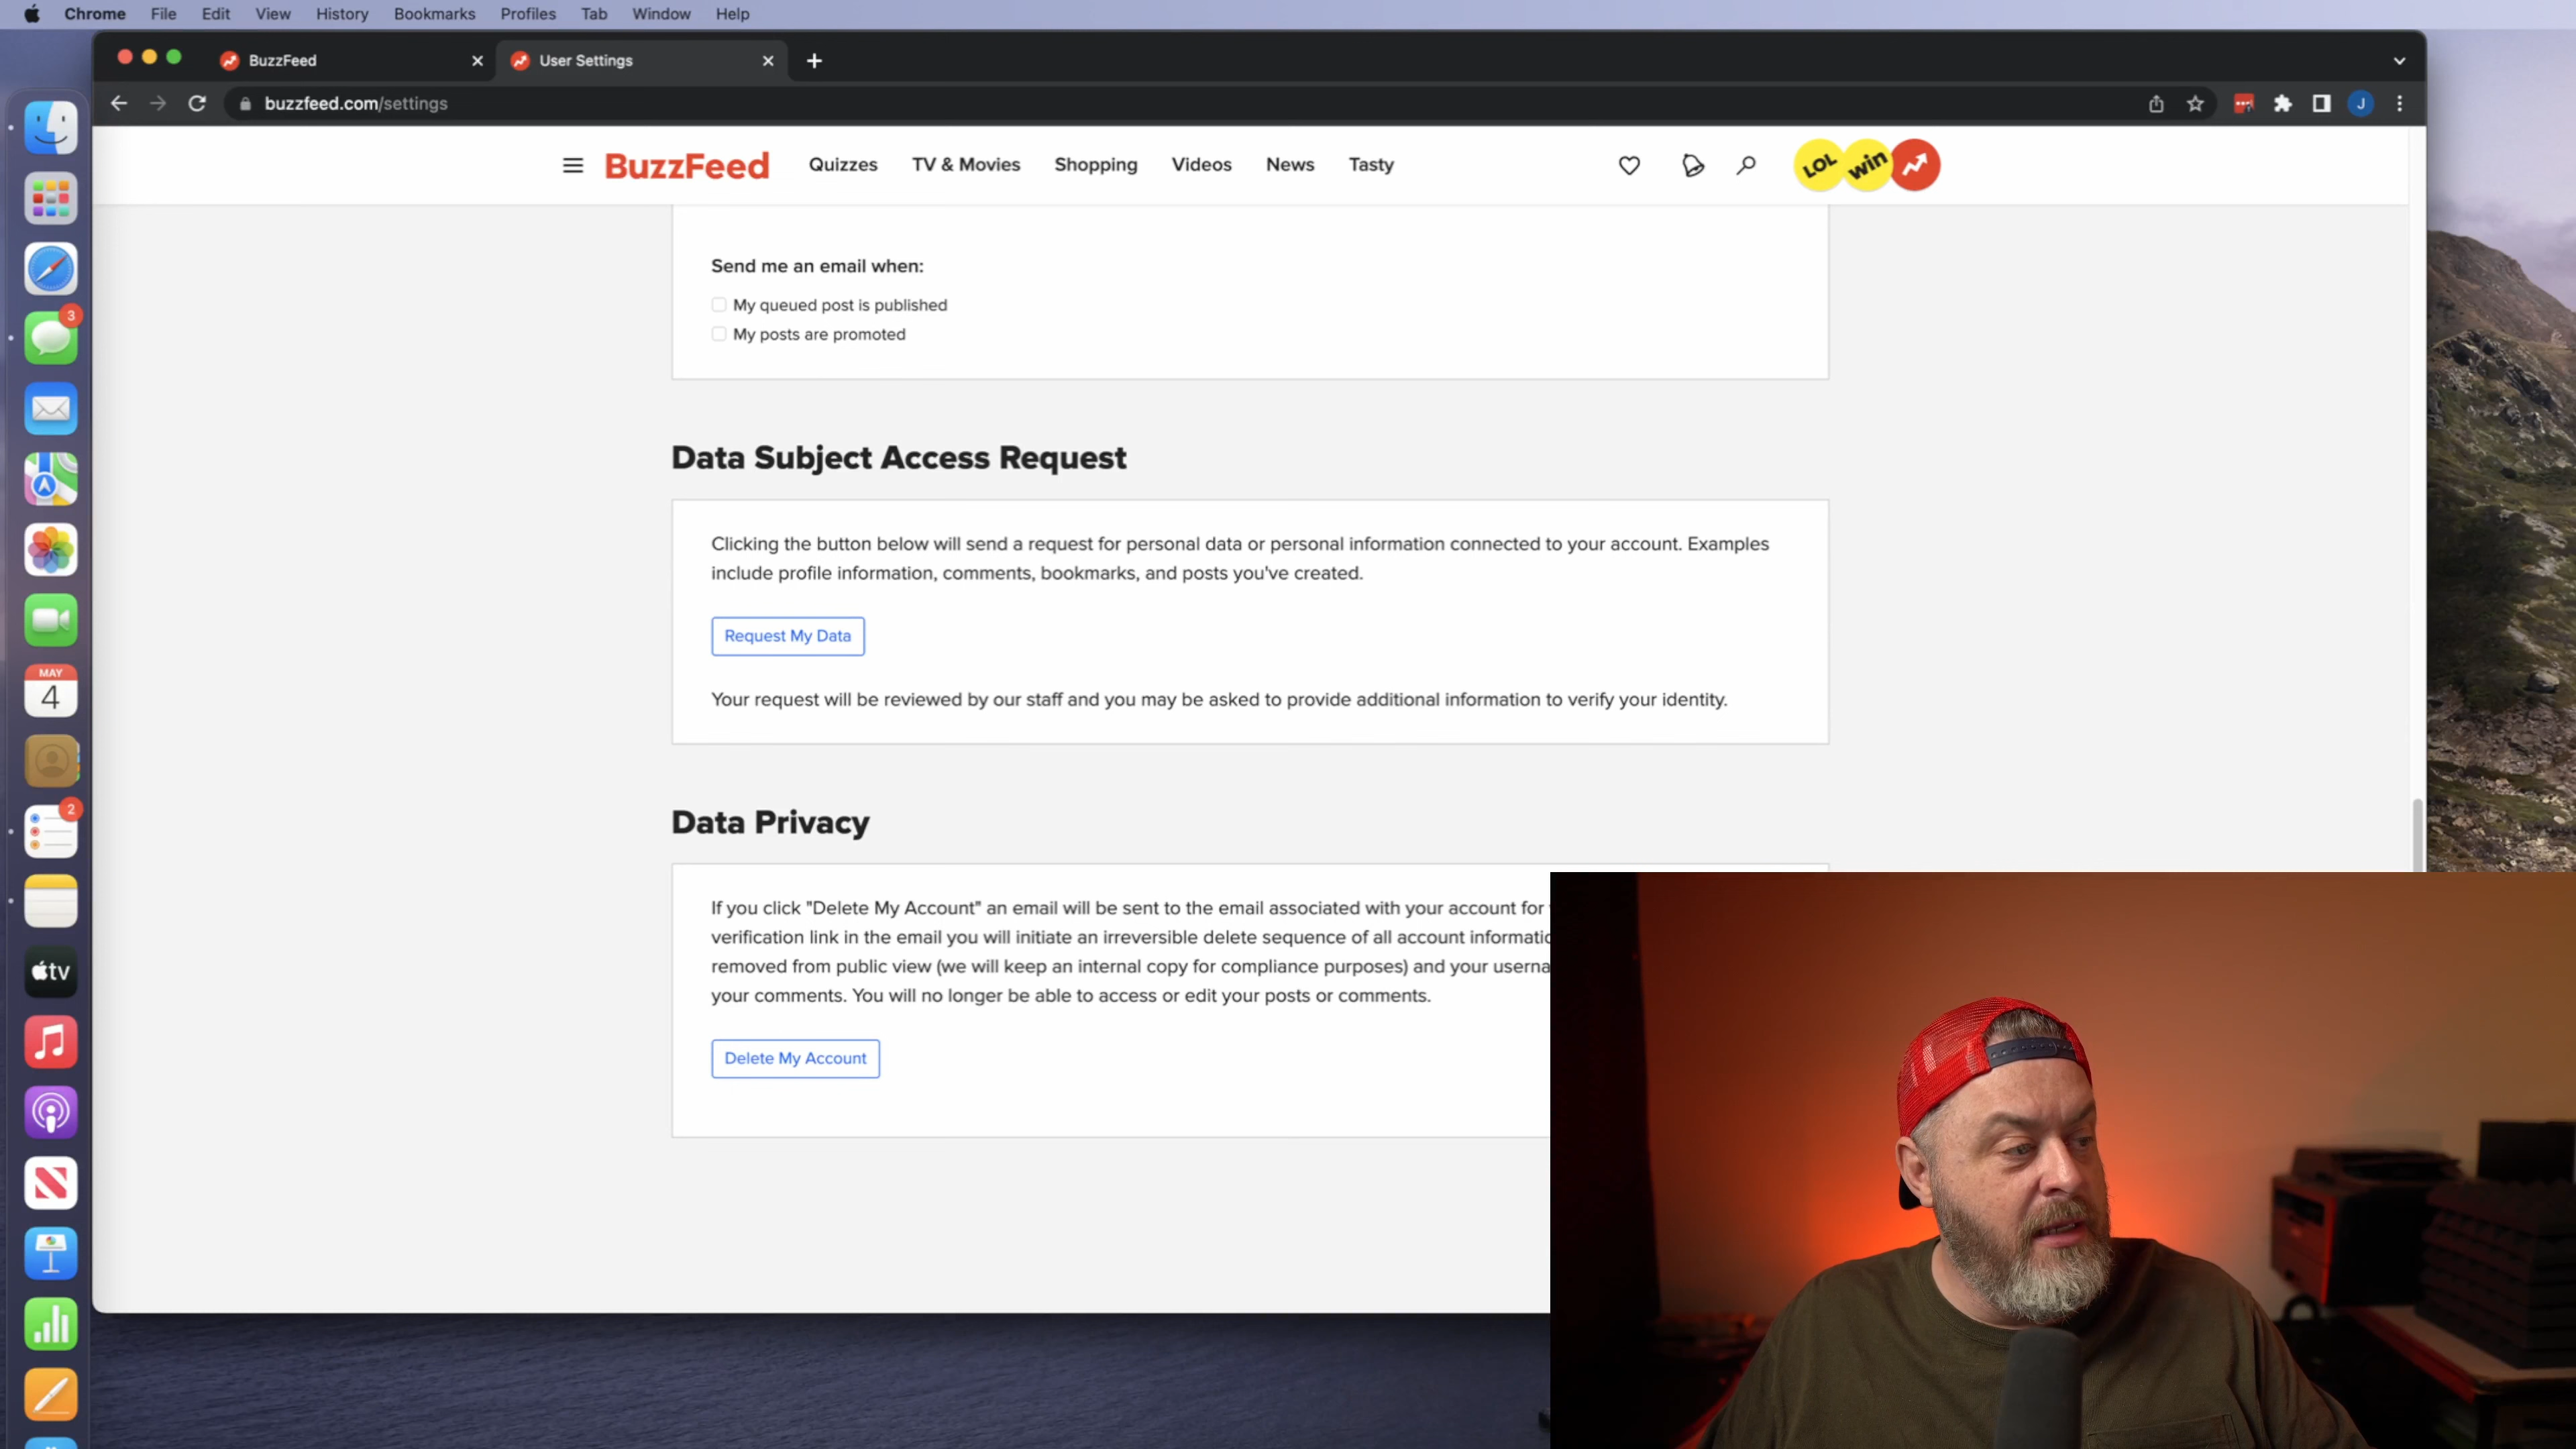 Chrome File Edit View History Bookmarks Profiles Tab Window Help
BuzzFeed
User Settings
buzzfeed.com/settings
J
BuzzFeed Quizzes TV & Movies Shopping Videos News Tasty
LOL win
Send me an email when:
My queued post is published
My posts are promoted
Data Subject Access Request
Clicking the button below will send a request for personal data or personal information connected to your account. Examples
include profile information, comments, bookmarks, and posts you've created.
Request My Data
Your request will be reviewed by our staff and you may be asked to provide additional information to verify your identity.
Data Privacy
If you click "Delete My Account" an email will be sent to the email associated with your account for
verification link in the email you will initiate an irreversible delete sequence of all account
removed from public view (we will keep an internal copy for compliance purposes) and your
your comments. You will no longer be able to access or edit your posts or comments.
Delete My Account
3
MAY
4
2
tv